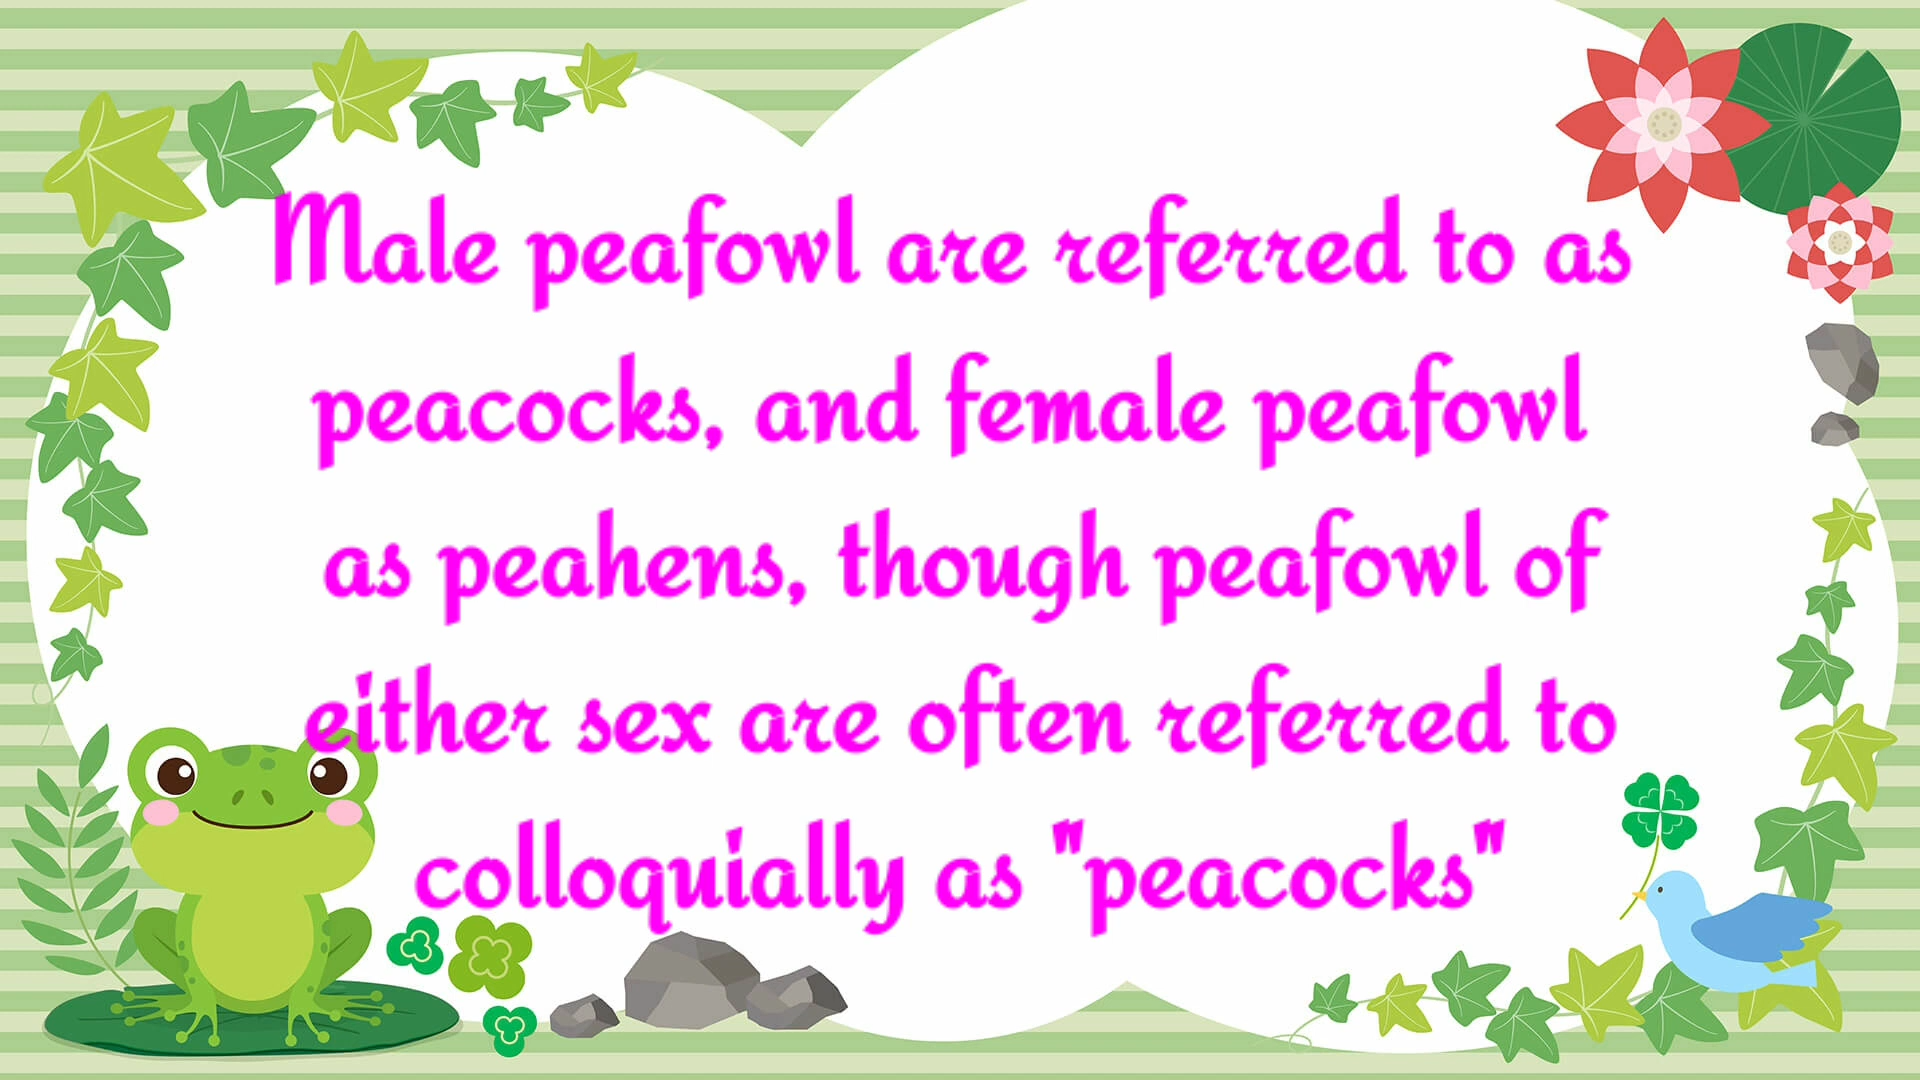 Male peafowl are referred to as
peacocks, and female peafowl
as peahens, though peafowl of
either sex are often referred to
colloquially as "peacocks"